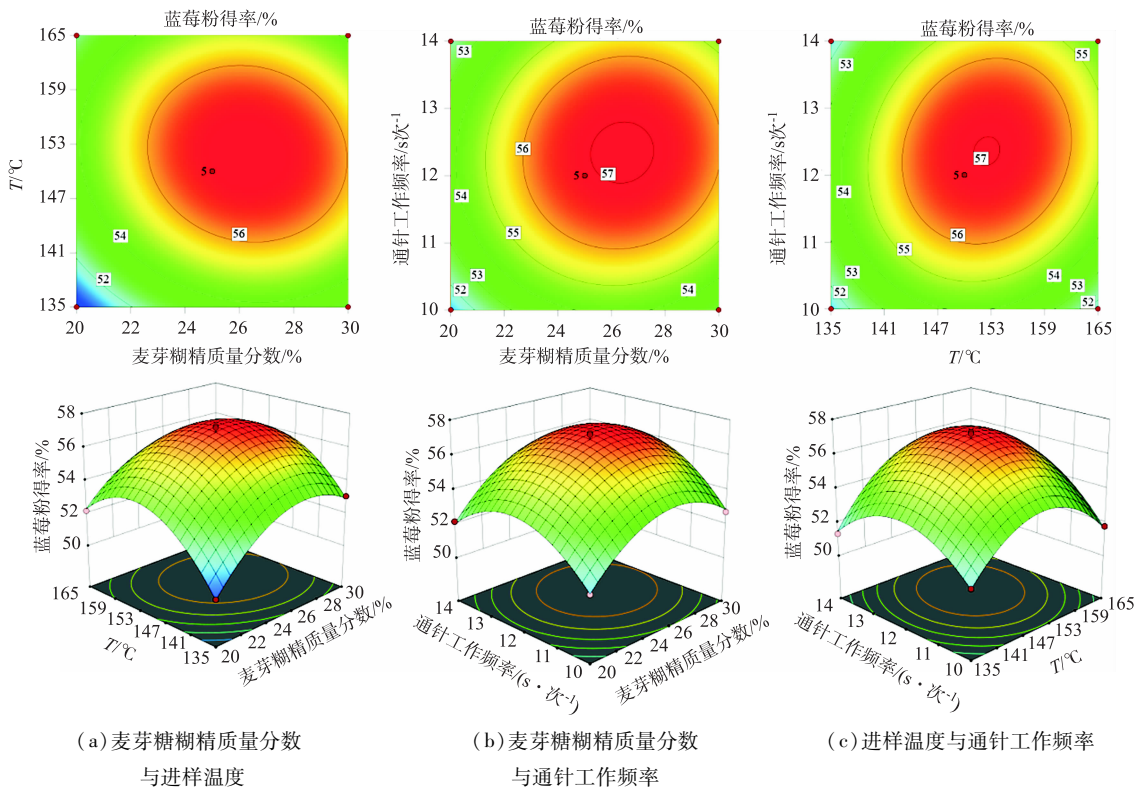 蓝莓粉得率/%
165
159
153
147
141
135
T/℃
5
56
54
52
20 22 24 26 28 30
麦芽糊精质量分数/%
蓝莓粉得率/%
14
13
12
11
10
通针工作频率/s次⁻¹
53
56
5
57
54
55
53
52
54
20 22 24 26 28 30
麦芽糊精质量分数/%
蓝莓粉得率/%
14
13
12
11
10
通针工作频率/s次⁻¹
53
55
57
5
54
56
55
53
52
54
53
52
135 141 147 153 159 165
T/℃
58
56
54
52
50
蓝莓粉得率/%
165
159
153
147
141
135
T/℃
20 22 24 26 28 30
麦芽糊精质量分数/%
58
56
54
52
50
蓝莓粉得率/%
14
13
12
11
10
通针工作频率/(s·次⁻¹)
20 22 24 26 28 30
麦芽糊精质量分数/%
58
56
54
52
50
蓝莓粉得率/%
14
13
12
11
10
通针工作频率/(s·次⁻¹)
135 141 147 153 159 165
T/℃
(a)麦芽糖糊精质量分数
与进样温度
(b)麦芽糖糊精质量分数
与通针工作频率
(c)进样温度与通针工作频率